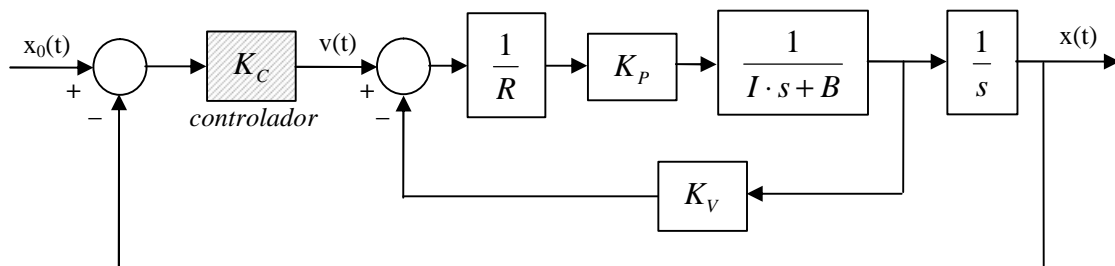 x₀(t)
+
−
K_C
controlador
v(t)
+
−
1
R
K_P
1
I · s + B
1
s
x(t)
K_V